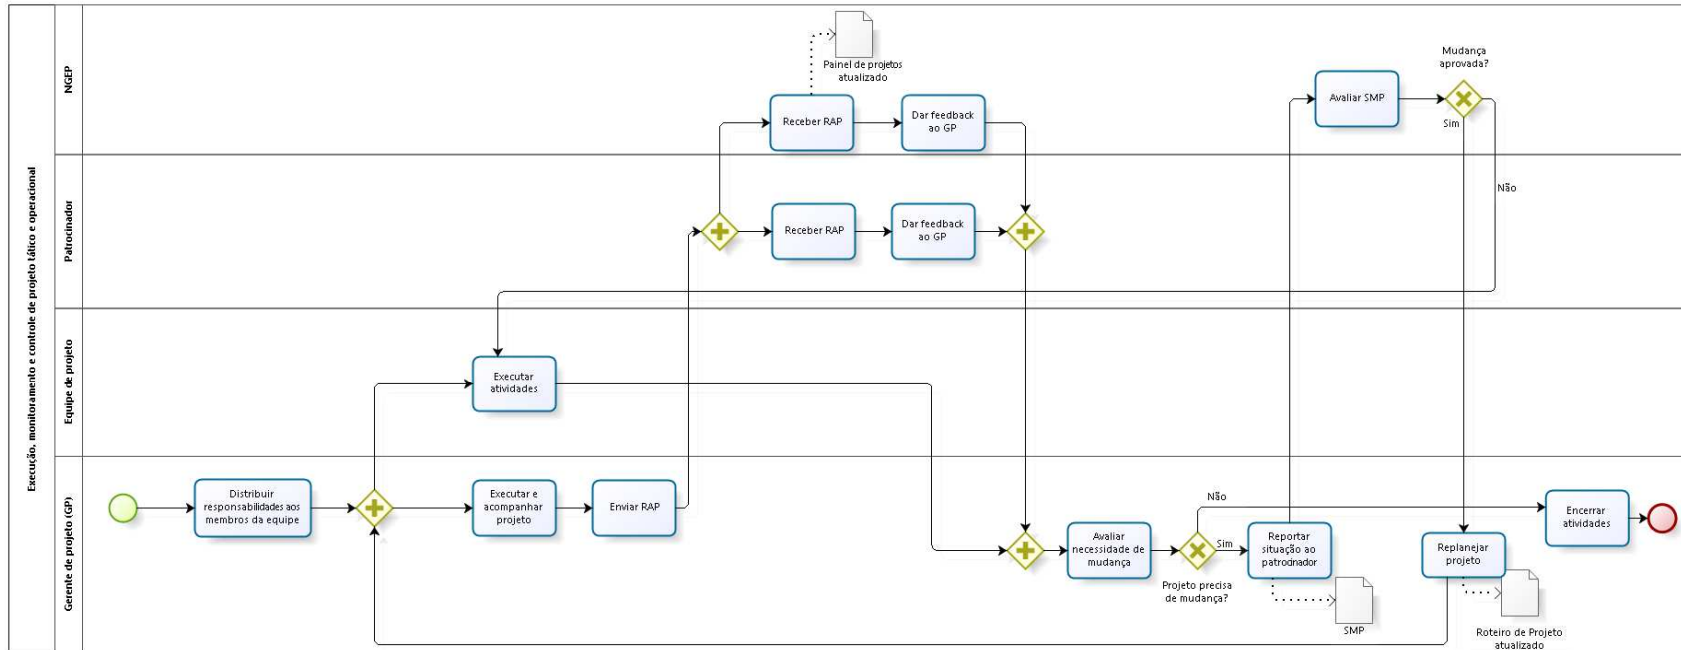 Execução, monitoramento e controle de projeto tático e operacional
NGEP
Painel de projetos
atualizado
Receber RAP
Dar feedback
ao GP
Avaliar SMP
Mudança
aprovada?
Sim
Não
Patrocinador
Receber RAP
Dar feedback
ao GP
Equipe de projeto
Executar
atividades
Gerente de projeto (GP)
Distribuir
responsabilidades aos
membros da equipe
Executar e
acompanhar
projeto
Enviar RAP
Avaliar
necessidade de
mudança
Projeto precisa
de mudança?
Não
Sim
Reportar
situação ao
patrocinador
SMP
Replanejar
projeto
Roteiro de Projeto
atualizado
Encerrar
atividades